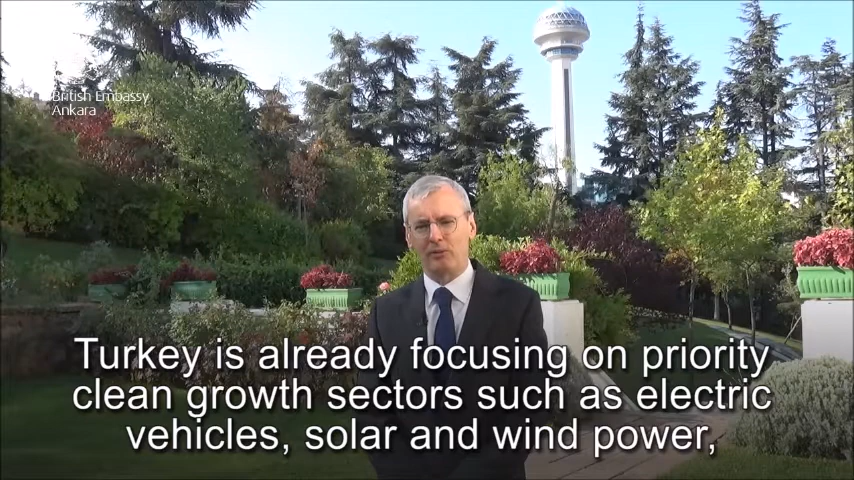 British Embassy
Ankara
Turkey is already focusing on priority
clean growth sectors such as electric
vehicles, solar and wind power,